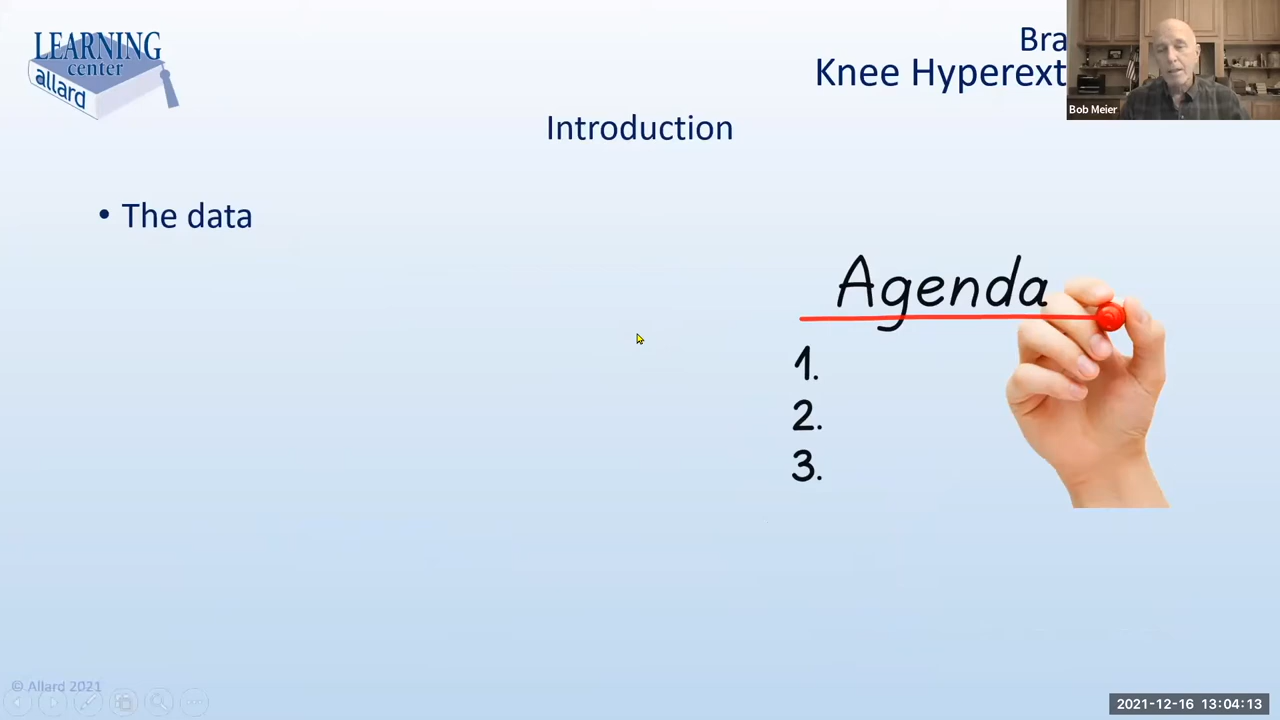 LEARNING
center
allard
Bra
Knee Hyperext
Bob Meier
Introduction
• The data
Agenda
1.
2.
3.
© Allard 2021
2021-12-16 13:04:13